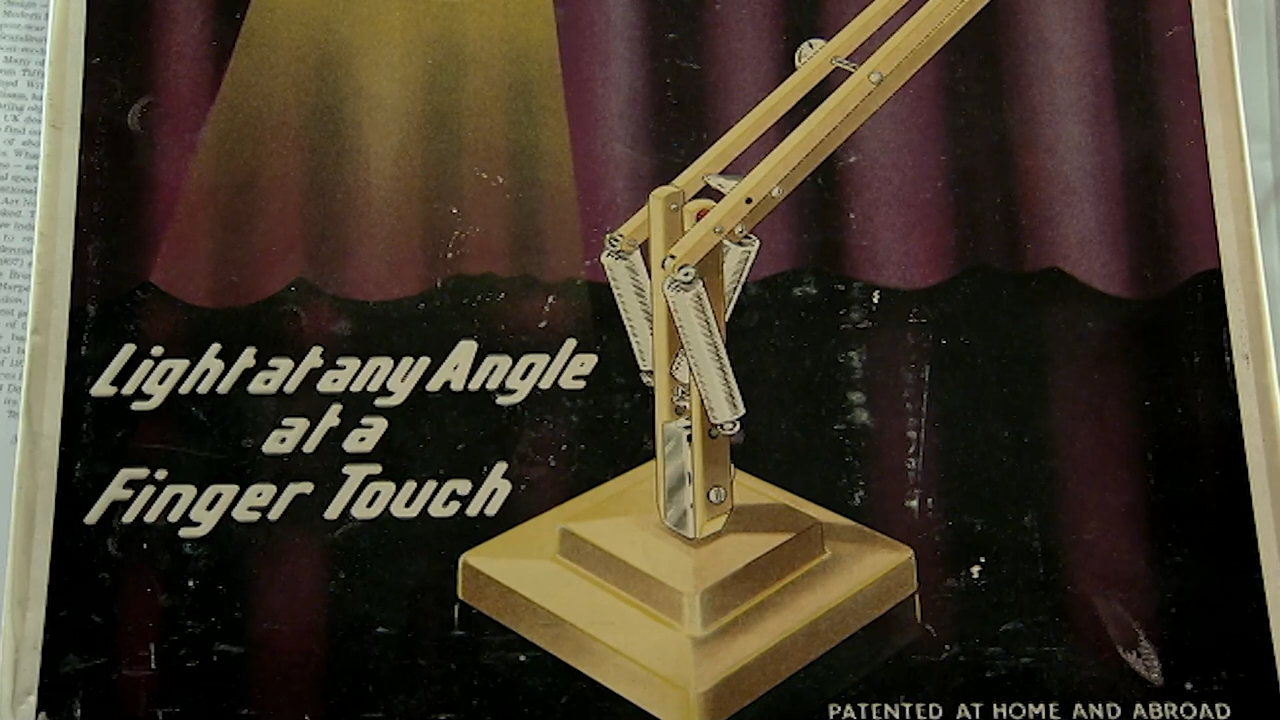 Light at any Angle
at a
Finger Touch
PATENTED AT HOME AND ABROAD